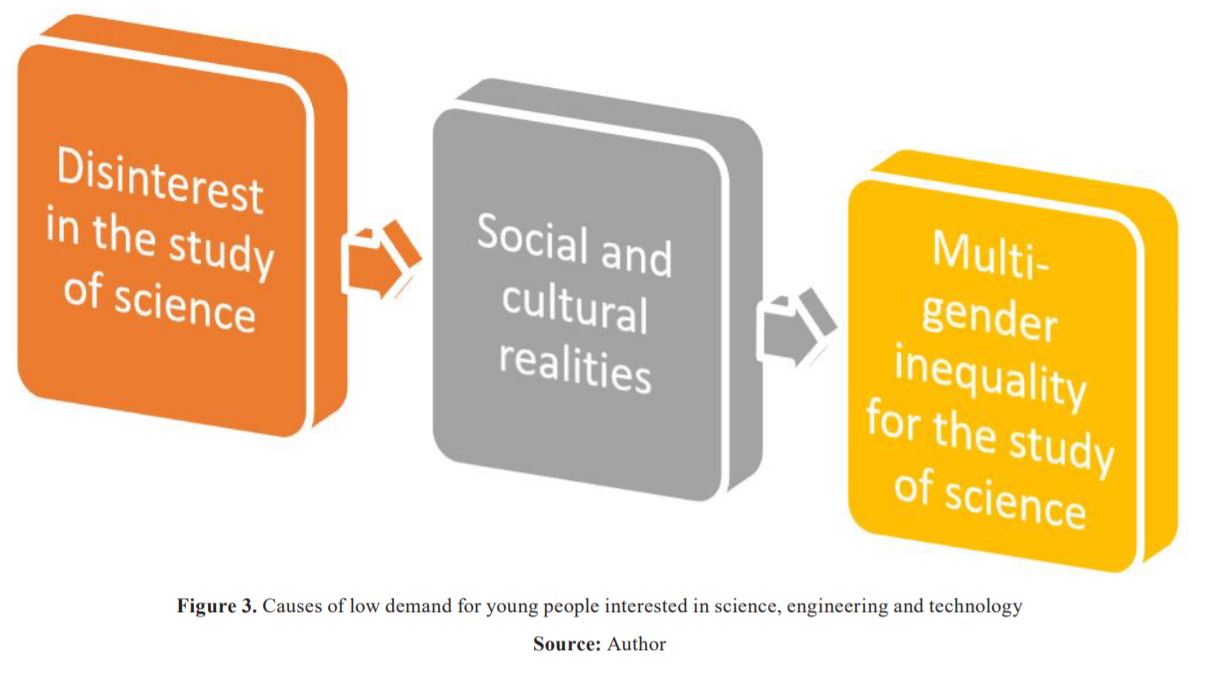 Disinterest
in the study
of science
Social and
cultural
realities
Multi-
gender
inequality
for the study
of science
Figure 3. Causes of low demand for young people interested in science, engineering and technology
Source: Author